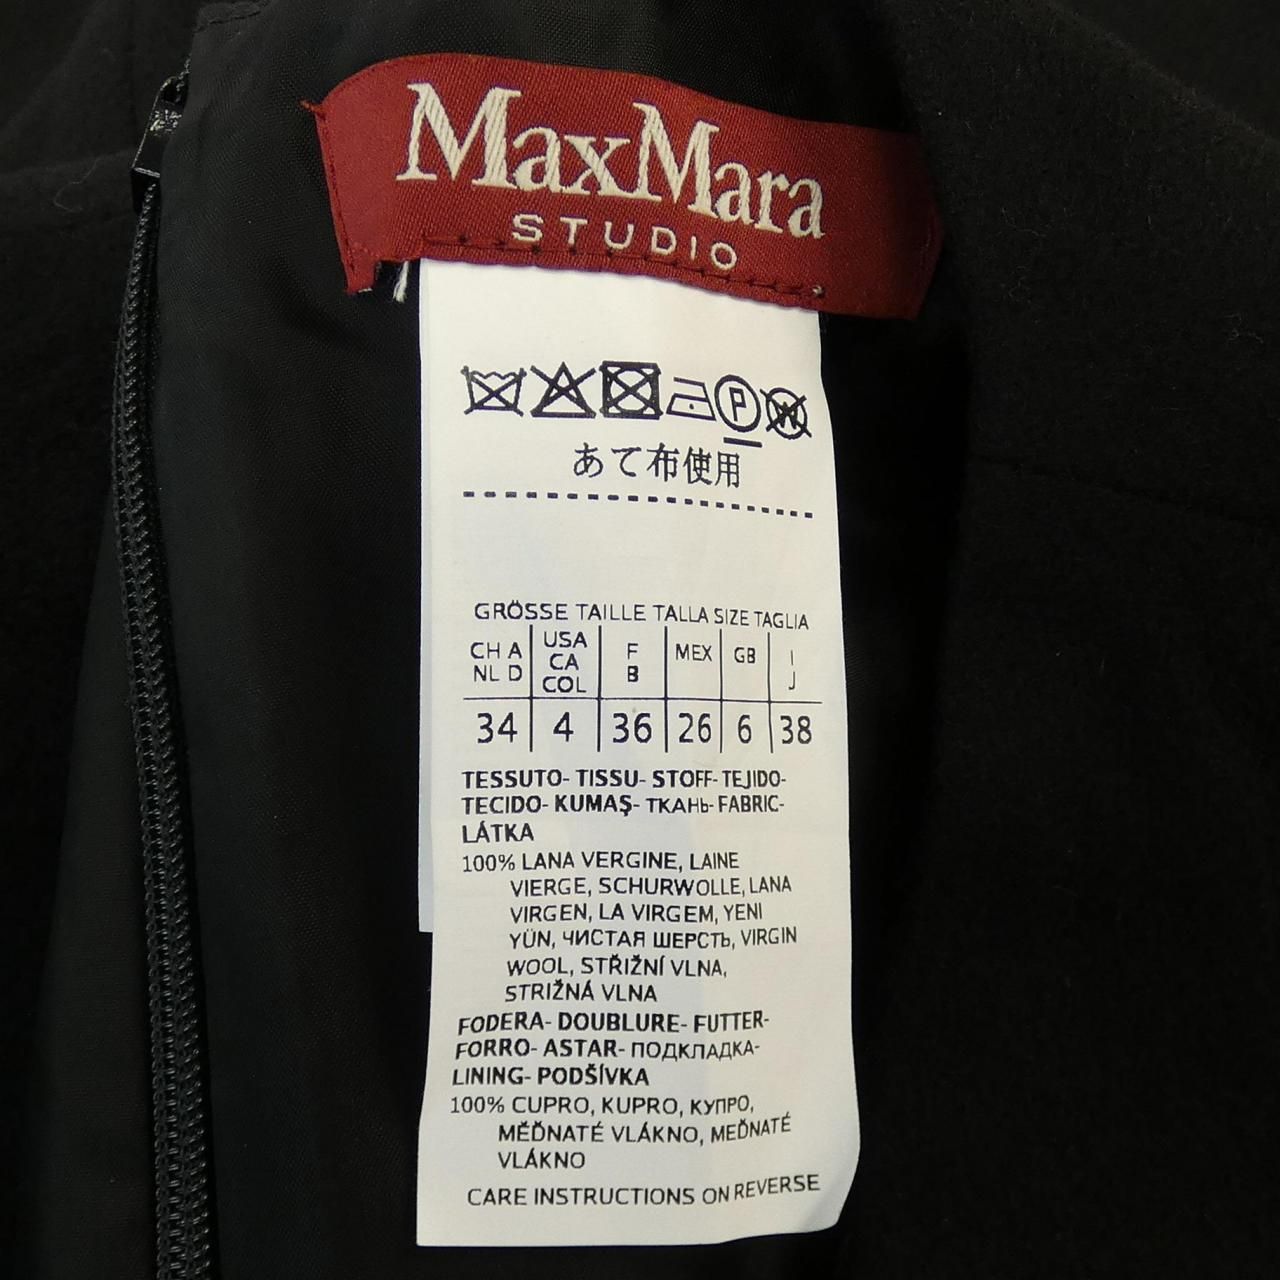 MaxMara
STUDIO
P W
あて布使用
GRÖSSE TAILLE TALLA SIZE TAGLIA
CH A NL D | USA CA COL | F B | MEX | GB | I J
34 | 4 | 36 | 26 | 6 | 38
TESSUTO- TISSU- STOFF- TEJIDO-
TECIDO- KUMAŞ- ТКАНЬ- FABRIC-
LÁTKA
100% LANA VERGINE, LAINE
VIERGE, SCHURWOLLE, LANA
VIRGEN, LA VIRGEM, YENI
YÜN, ЧИСТАЯ ШЕРСТЬ, VIRGIN
WOOL, STŘIŽNÍ VLNA,
STRIŽNÁ VLNA
FODERA- DOUBLURE- FUTTER-
FORRO- ASTAR- ПОДКЛАДКА-
LINING- PODŠÍVKA
100% CUPRO, KUPRO, КУПРО,
MĚĎNATÉ VLÁKNO, MEĎNATÉ
VLÁKNO
CARE INSTRUCTIONS ON REVERSE